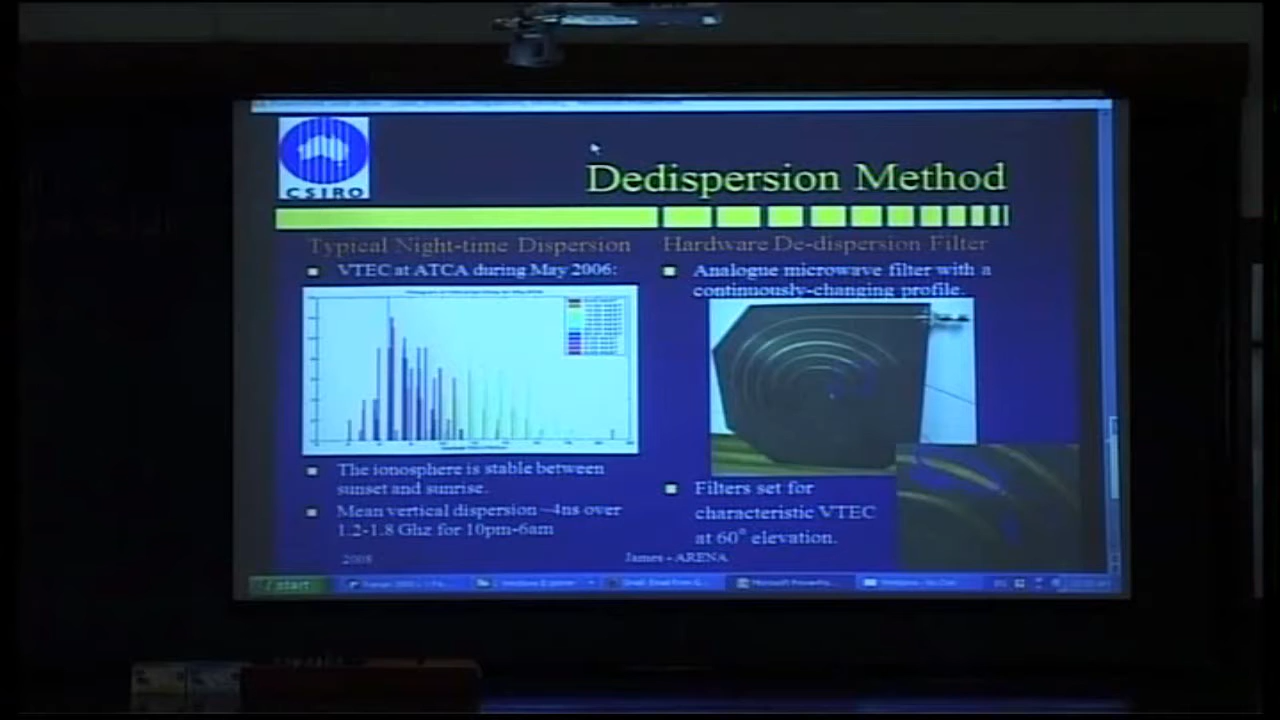 CSIRO
Dedispersion Method
Typical Night-time Dispersion
VTEC at ATCA during May 2006:
The ionosphere is stable between
sunset and sunrise.
Mean vertical dispersion ~4ns over
1.2-1.8 Ghz for 10pm-6am
Hardware De-dispersion Filter
Analogue microwave filter with a
continuously-changing profile.
Filters set for
characteristic VTEC
at 60° elevation.
2008
James - ARENA
start